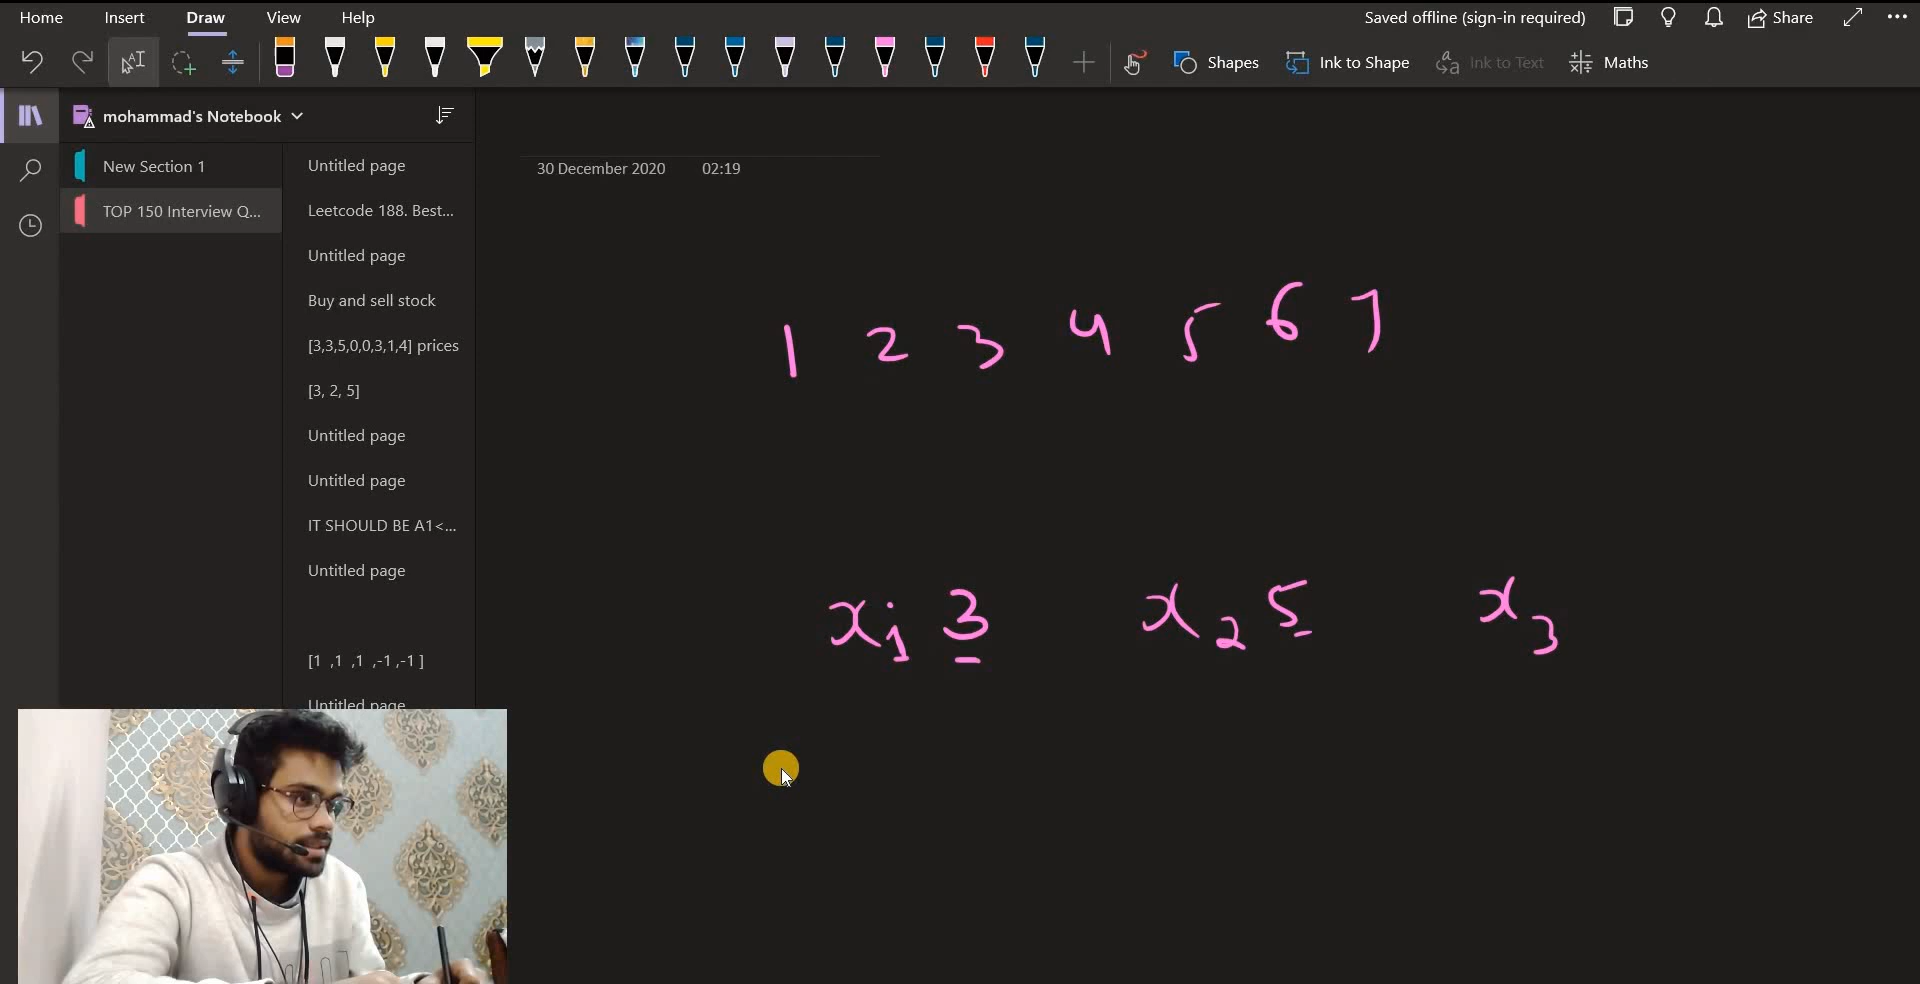 Home Insert Draw View Help Saved offline (sign-in required) Share
Shapes Ink to Shape Ink to Text Maths
mohammad's Notebook
New Section 1
TOP 150 Interview Q...
Untitled page
Leetcode 188. Best...
Untitled page
Buy and sell stock
[3,3,5,0,0,3,1,4] prices
[3, 2, 5]
Untitled page
Untitled page
IT SHOULD BE A1<...
Untitled page
[1 ,1 ,1 ,-1 ,-1 ]
Untitled page
30 December 2020 02:19
1 2 3 4 5 6 7
x₁ 3 x₂ 5 x₃